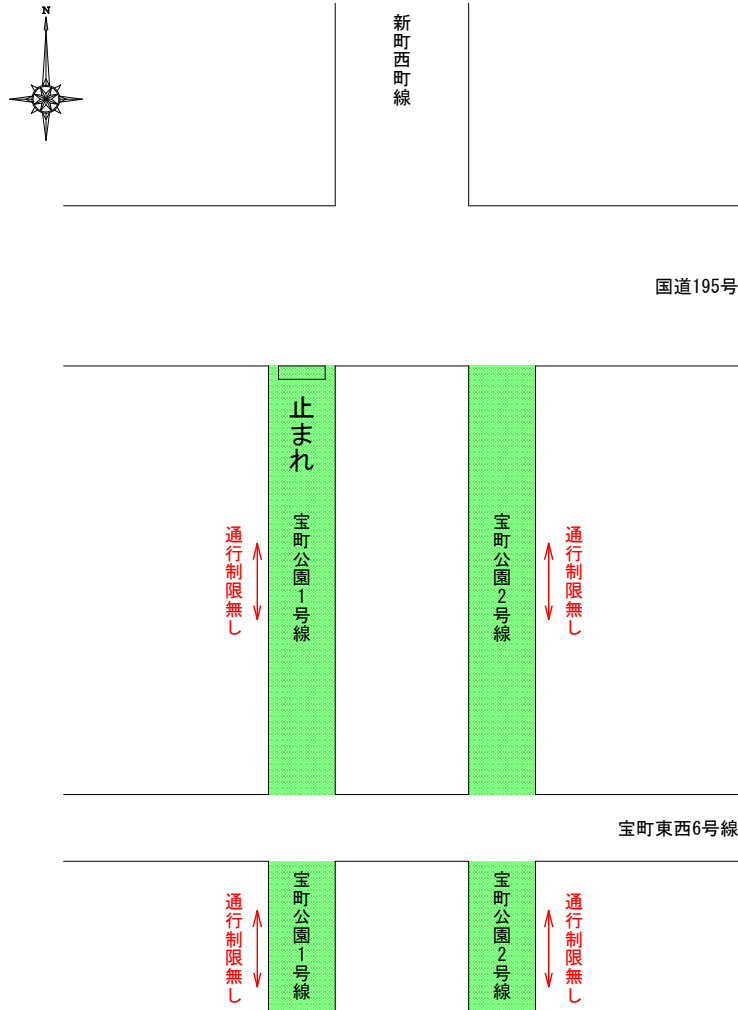 N
新町西町線
国道195号
止まれ
通行制限無し
宝町公園1号線
宝町公園2号線
通行制限無し
宝町東西6号線
通行制限無し
宝町公園1号線
宝町公園2号線
通行制限無し